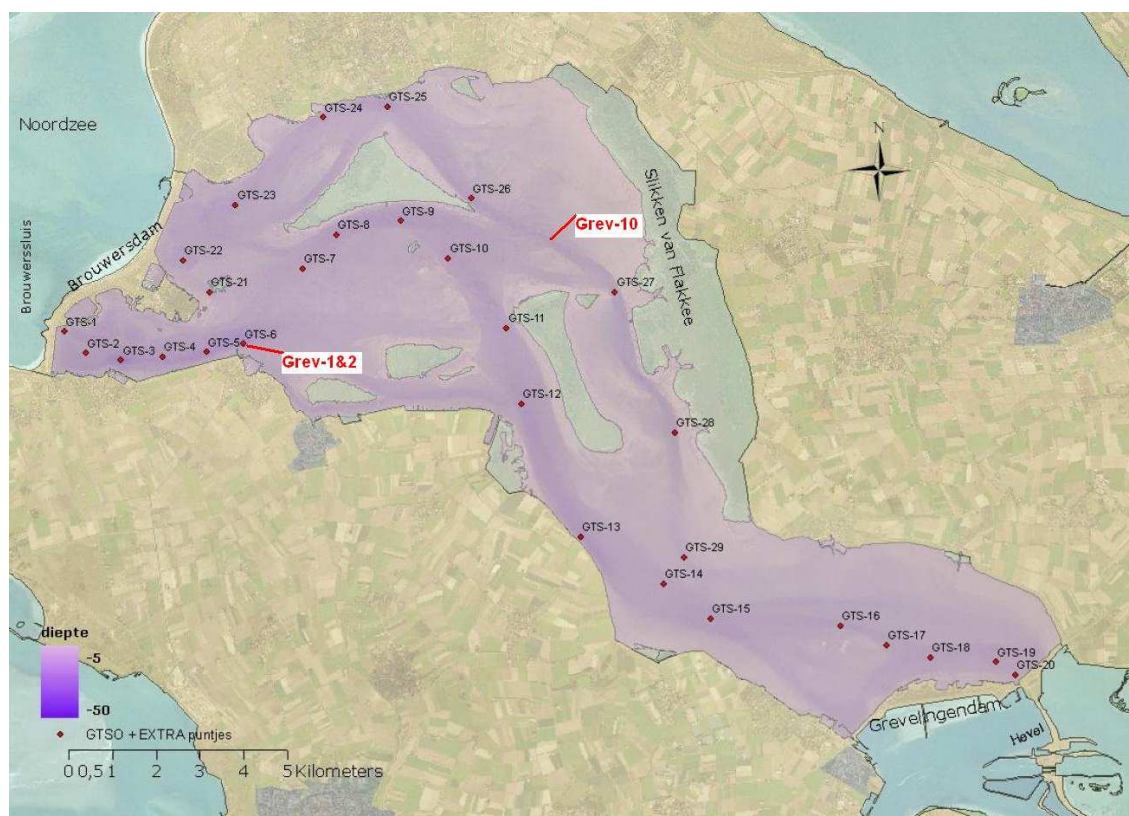 Noordzee
GTS-24
GTS-25
N
GTS-23
GTS-26
Slikken van Flakkee
Grev-10
GTS-9
GTS-8
Brouwerssluis
Brouwersdam
GTS-22
GTS-7
GTS-10
GTS-21
GTS-27
GTS-1
GTS-11
GTS-2
GTS-3
GTS-4
GTS-5
GTS-6
Grev-1&2
GTS-12
GTS-28
GTS-13
GTS-29
GTS-14
GTS-15
GTS-16
GTS-17
GTS-18
GTS-19
GTS-20
Grevelingendam
Hevel
diepte
-5
-50
GTSO + EXTRA puntjes
0 0,5 1 2 3 4 5 Kilometers